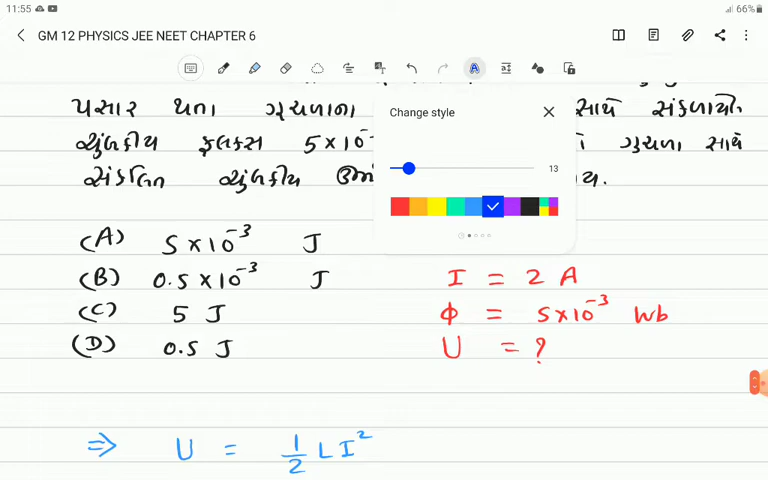 11:55 66%
GM 12 PHYSICS JEE NEET CHAPTER 6
પસાર થતા ગૂંચળાના સાથે સંકળાયેલ
Change style
ચુંબકીય ફ્લક્સ 5 × 10 ગૂંચળા સાથે
13
સંકળિત ચુંબકીય
(A) 5 × 10⁻³ J
(B) 0.5 × 10⁻³ J
I = 2 A
(C) 5 J
ϕ = 5 × 10⁻³ Wb
(D) 0.5 J
U = ?
⇒ U = 1/2 L I²